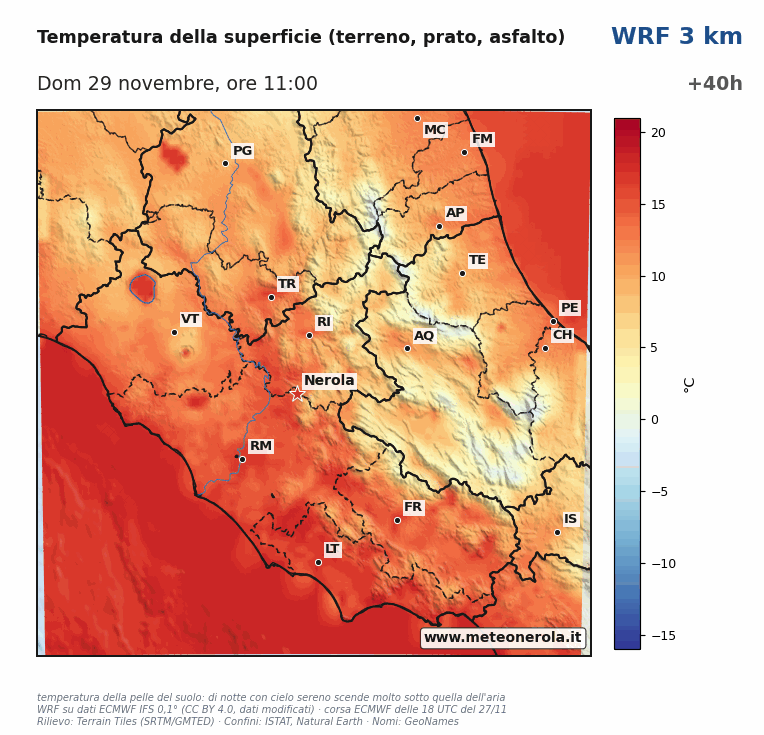 Temperatura della superficie (terreno, prato, asfalto)
WRF 3 km
Dom 29 novembre, ore 11:00
+40h
MC
FM
PG
AP
TE
TR
PE
VT
RI
AQ
CH
Nerola
RM
FR
IS
LT
www.meteonerola.it
20
15
10
5
0
−5
−10
−15
°C
temperatura della pelle del suolo: di notte con cielo sereno scende molto sotto quella dell'aria
WRF su dati ECMWF IFS 0,1° (CC BY 4.0, dati modificati) · corsa ECMWF delle 18 UTC del 27/11
Rilievo: Terrain Tiles (SRTM/GMTED) · Confini: ISTAT, Natural Earth · Nomi: GeoNames